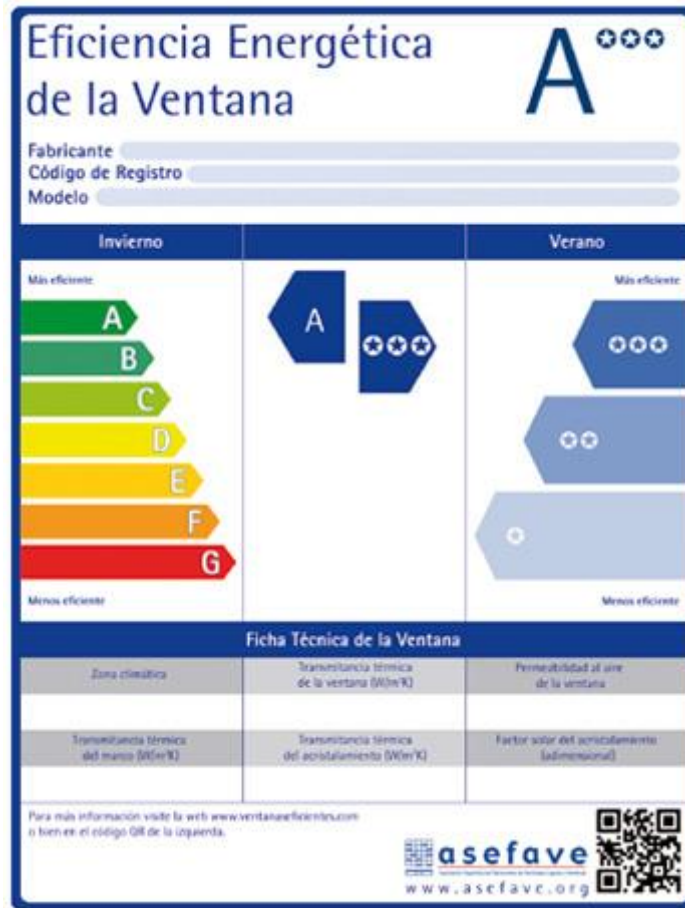 Eficiencia Energética
de la Ventana
A
Fabricante
Código de Registro
Modelo
Invierno
Verano
Más eficiente
Más eficiente
A
B
C
D
E
F
G
A
Menos eficiente
Menos eficiente
Ficha Técnica de la Ventana
Zona climática
Transmitancia térmica
de la ventana (W/m²K)
Permeabilidad al aire
de la ventana
Transmitancia térmica
del marco (W/m²K)
Transmitancia térmica
del acristalamiento (W/m²K)
Factor solar del acristalamiento
(adimensional)
Para más información visite la web www.ventanaseficientes.com
o bien en el código QR de la izquierda.
asefave
www.asefave.org